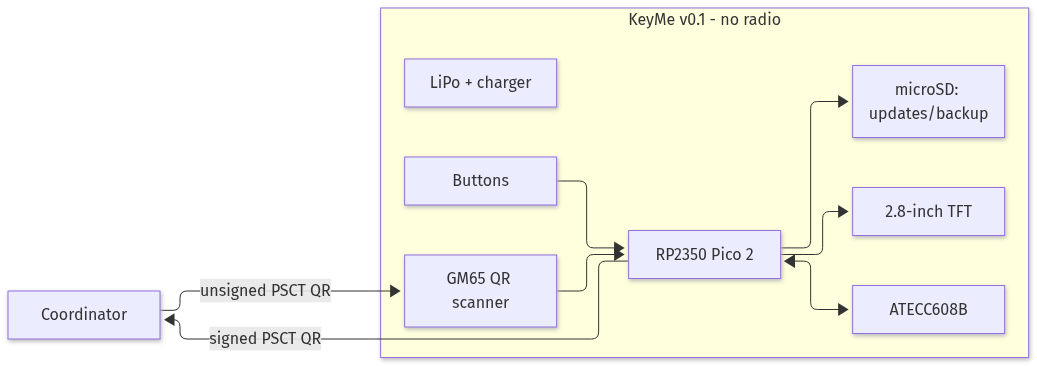 KeyMe v0.1 - no radio
LiPo + charger
microSD:
updates/backup
Buttons
2.8-inch TFT
RP2350 Pico 2
GM65 QR
scanner
unsigned PSCT QR
Coordinator
ATECC608B
signed PSCT QR